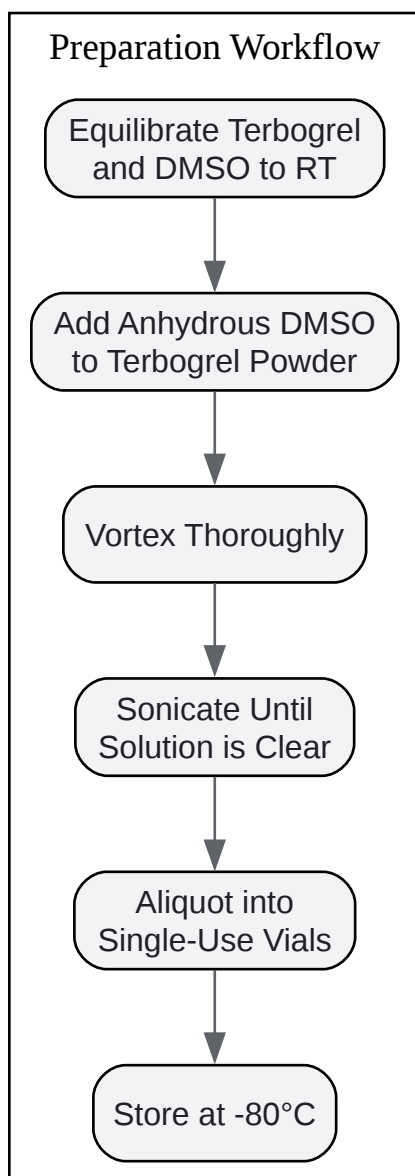 Preparation Workflow
Equilibrate Terbogrel
and DMSO to RT
Add Anhydrous DMSO
to Terbogrel Powder
Vortex Thoroughly
Sonicate Until
Solution is Clear
Aliquot into
Single-Use Vials
Store at -80°C